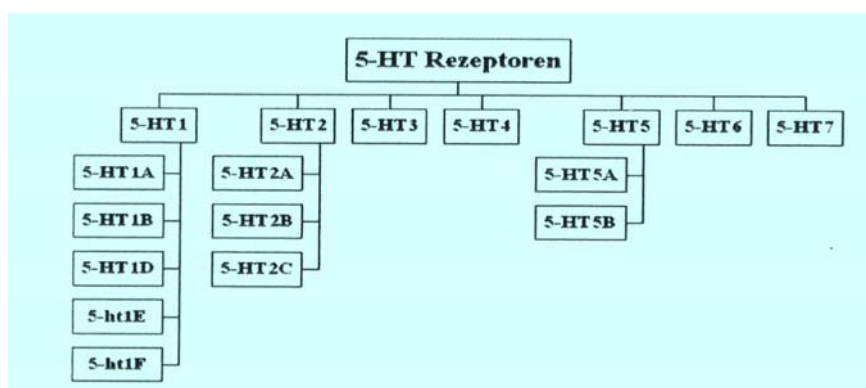 5-HT Rezeptoren
5-HT1
5-HT2
5-HT3
5-HT4
5-HT5
5-HT6
5-HT7
5-HT1A
5-HT1B
5-HT1D
5-ht1E
5-ht1F
5-HT2A
5-HT2B
5-HT2C
5-HT5A
5-HT5B